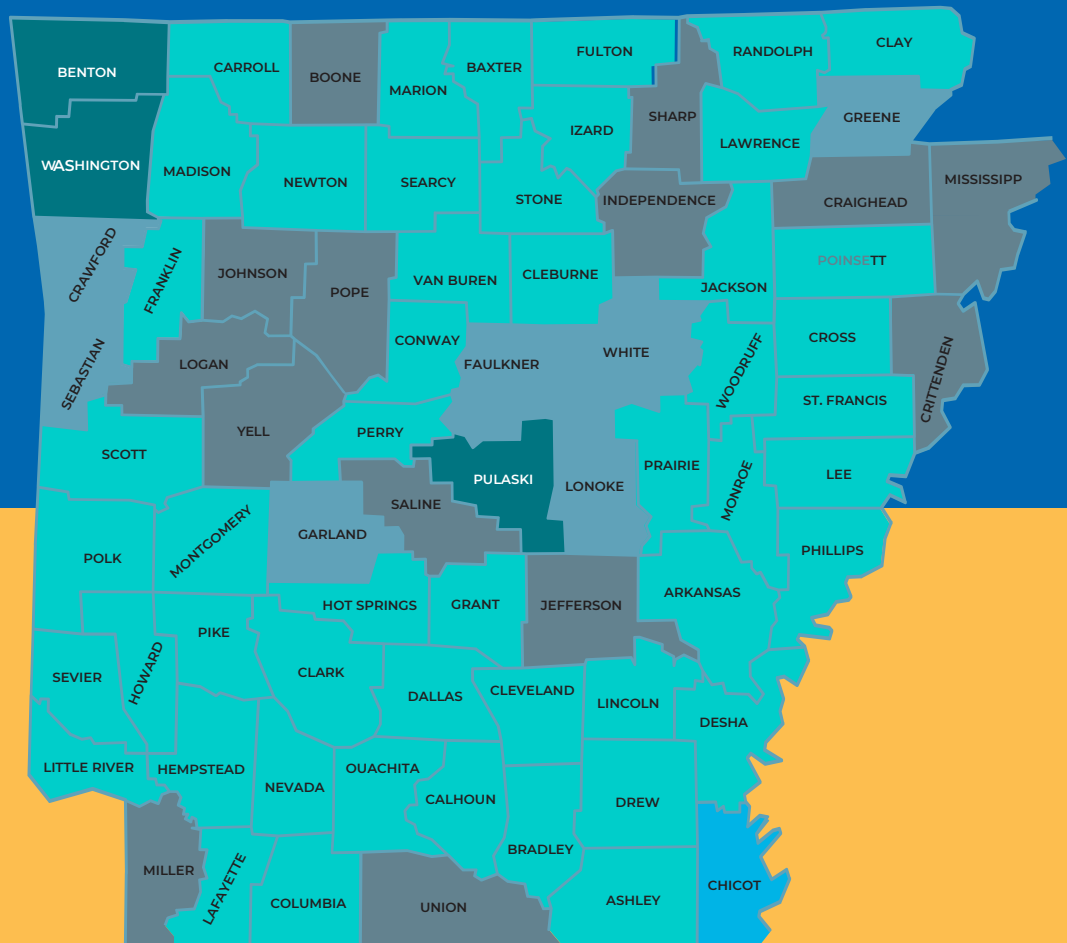 BENTON
CARROLL
BOONE
MARION
BAXTER
FULTON
SHARP
RANDOLPH
CLAY
GREENE
LAWRENCE
IZARD
WASHINGTON
MADISON
NEWTON
SEARCY
STONE
INDEPENDENCE
CRAIGHEAD
MISSISSIPP
CRAWFORD
FRANKLIN
JOHNSON
POPE
VAN BUREN
CLEBURNE
JACKSON
POINSETT
SEBASTIAN
LOGAN
CONWAY
FAULKNER
WHITE
WOODRUFF
CROSS
CRITTENDEN
SCOTT
YELL
PERRY
ST. FRANCIS
PULASKI
LONOKE
PRAIRIE
MONROE
LEE
SALINE
GARLAND
POLK
MONTGOMERY
HOT SPRINGS
GRANT
JEFFERSON
ARKANSAS
PHILLIPS
SEVIER
HOWARD
PIKE
CLARK
DALLAS
CLEVELAND
LINCOLN
DESHA
LITTLE RIVER
HEMPSTEAD
NEVADA
OUACHITA
CALHOUN
BRADLEY
DREW
MILLER
LAFAYETTE
COLUMBIA
UNION
ASHLEY
CHICOT